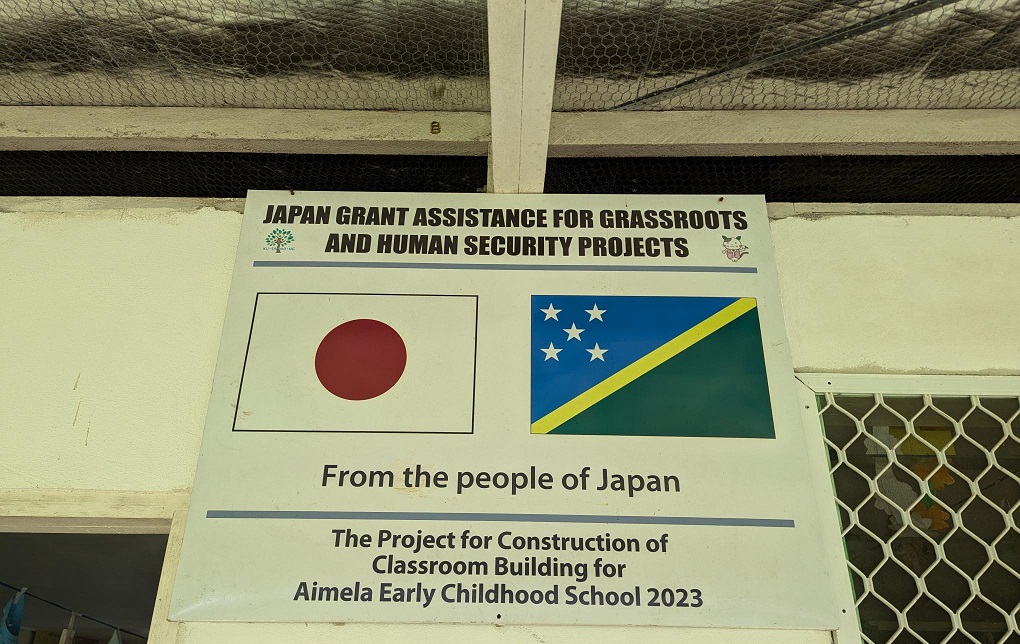 JAPAN GRANT ASSISTANCE FOR GRASSROOTS
AND HUMAN SECURITY PROJECTS
From the people of Japan
The Project for Construction of
Classroom Building for
Aimela Early Childhood School 2023